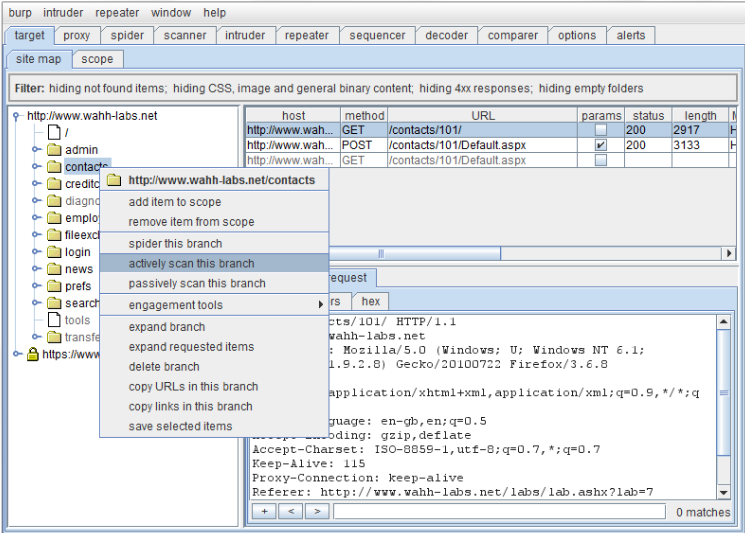 burp intruder repeater window help
target proxy spider scanner intruder repeater sequencer decoder comparer options alerts
site map scope
Filter: hiding not found items; hiding CSS, image and general binary content; hiding 4xx responses; hiding empty folders
http://www.wahh-labs.net
/
admin
contacts
creditc
diagno
employ
fileexcl
login
news
prefs
search
tools
transfe
https://www
host method URL params status length
http://www.wah... GET /contacts/101/ 200 2917 H
http://www.wah... POST /contacts/101/Default.aspx 200 3133 H
http://www.wah... GET /contacts/101/Default.aspx
http://www.wahh-labs.net/contacts
add item to scope
remove item from scope
spider this branch
actively scan this branch
passively scan this branch
engagement tools
expand branch
expand requested items
delete branch
copy URLs in this branch
copy links in this branch
save selected items
equest
rs hex
cts/101/ HTTP/1.1
wahh-labs.net
: Mozilla/5.0 (Windows; U; Windows NT 6.1;
1.9.2.8) Gecko/20100722 Firefox/3.6.8
application/xhtml+xml,application/xml;q=0.9,*/*;q
guage: en-gb,en;q=0.5
Accept-Encoding: gzip,deflate
Accept-Charset: ISO-8859-1,utf-8;q=0.7,*;q=0.7
Keep-Alive: 115
Proxy-Connection: keep-alive
Referer: http://www.wahh-labs.net/labs/lab.ashx?lab=7
+ < > 0 matches